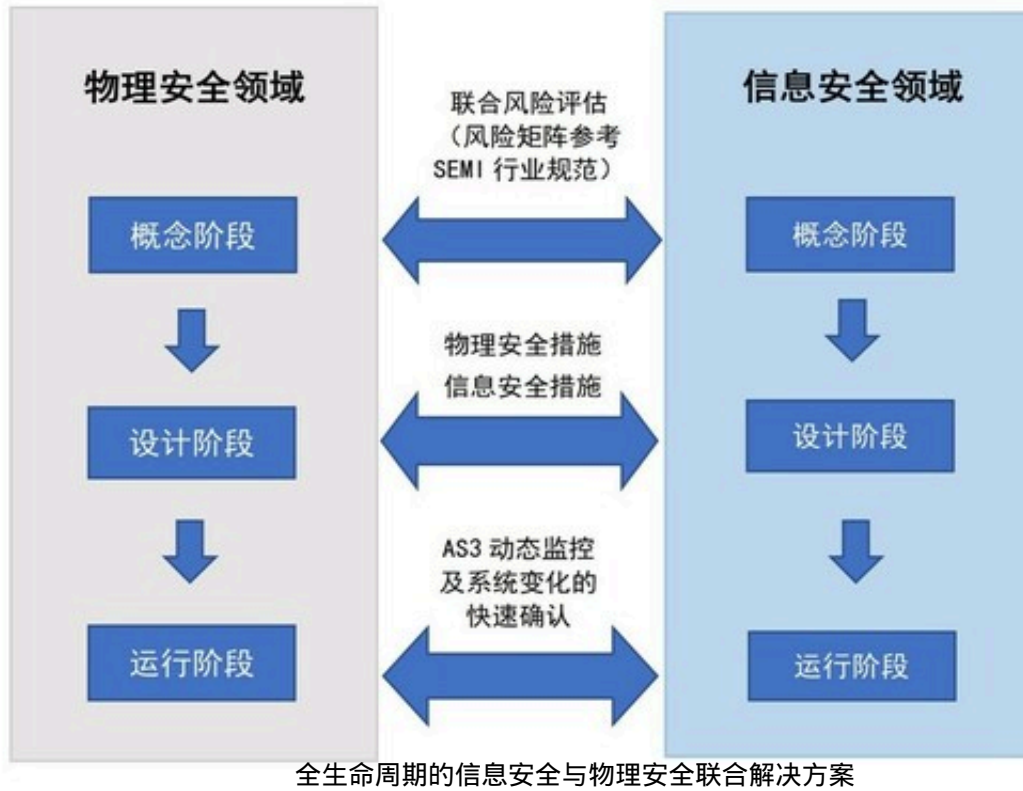 物理安全领域
概念阶段
设计阶段
运行阶段
联合风险评估
（风险矩阵参考
SEMI 行业规范）
物理安全措施
信息安全措施
AS3 动态监控
及系统变化的
快速确认
信息安全领域
概念阶段
设计阶段
运行阶段
全生命周期的信息安全与物理安全联合解决方案